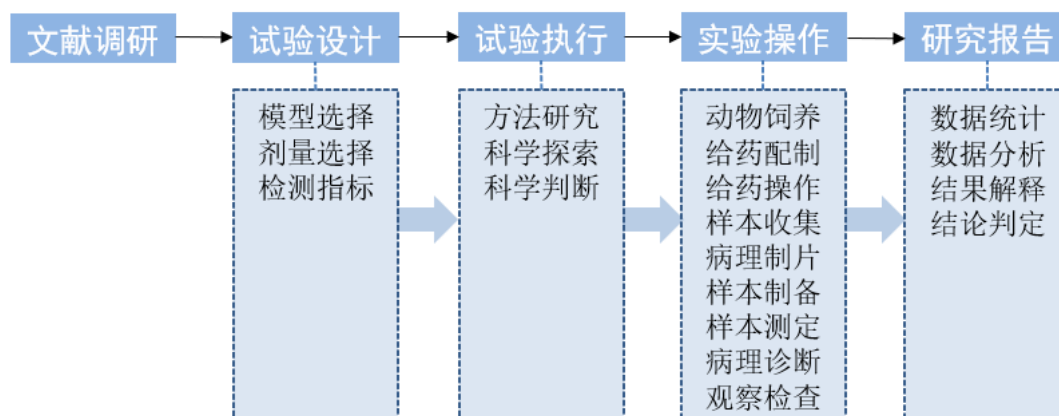 文献调研
试验设计
试验执行
实验操作
研究报告
模型选择
剂量选择
检测指标
方法研究
科学探索
科学判断
动物饲养
给药配制
给药操作
样本收集
病理制片
样本制备
样本测定
病理诊断
观察检查
数据统计
数据分析
结果解释
结论判定